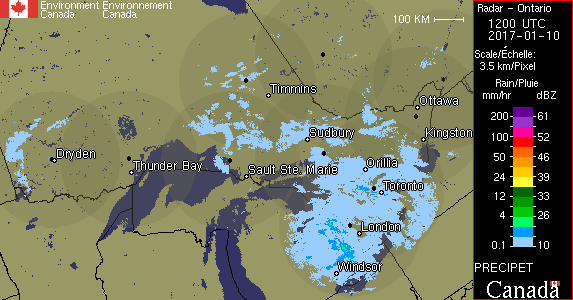 Environment Environnement
Canada Canada
100 KM
Timmins
Ottawa
Sudbury
Kingston
Dryden
Thunder Bay
Sault Ste. Marie
Orillia
Toronto
London
Windsor
Radar - Ontario
1200 UTC
2017-01-10
Scale/Échelle:
3.5 km/Pixel
Rain/Pluie
mm/hr dBZ
200 61
100 52
50 46
24 39
12 33
4 26
0.1 10
PRECIPET
Canada